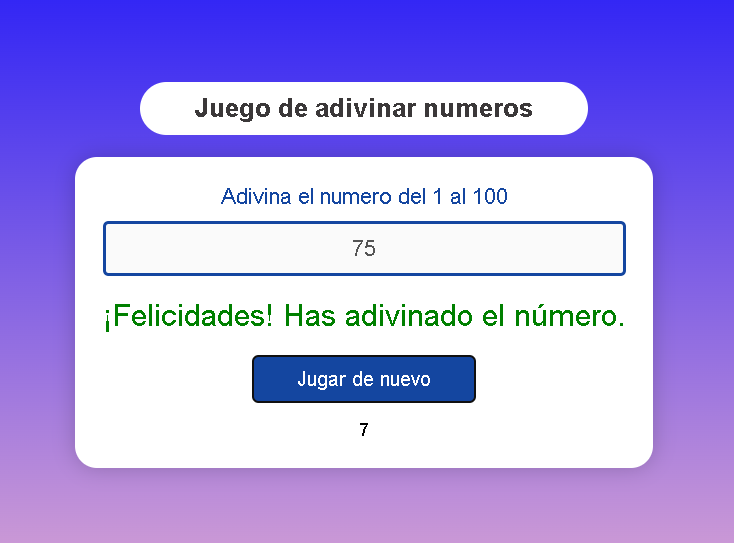 Juego de adivinar numeros
Adivina el numero del 1 al 100
75
¡Felicidades! Has adivinado el número.
Jugar de nuevo
7